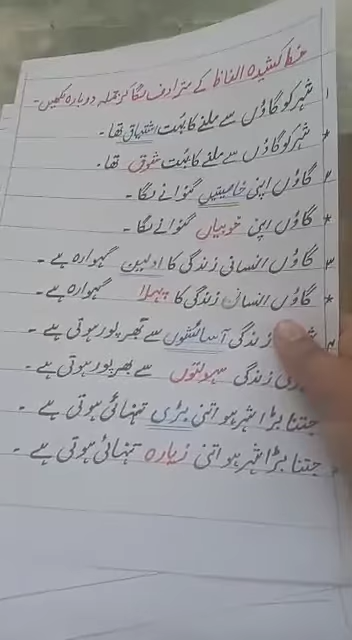 خط کشیدہ الفاظ کے مترادف لگا کر جملہ دوبارہ لکھیں-
۱ شہر کو گاؤں سے ملنے کا بہت اشتیاق تھا-
* شہر کو گاؤں سے ملنے کا بہت شوق تھا-
۲ گاؤں اپنی خاصیتیں گنوانے لگا-
* گاؤں اپنی خوبیاں گنوانے لگا-
۳ گاؤں انسانی زندگی کا اولین گہوارہ ہے-
* گاؤں انسانی زندگی کا پہلا گہوارہ ہے-
زندگی آسائشوں سے بھرپور ہوتی ہے-
زندگی سہولتوں سے بھرپور ہوتی ہے-
جتنا بڑا شہر ہو اتنی بڑی تنہائی ہوتی ہے-
جتنا بڑا شہر ہو اتنی زیادہ تنہائی ہوتی ہے-